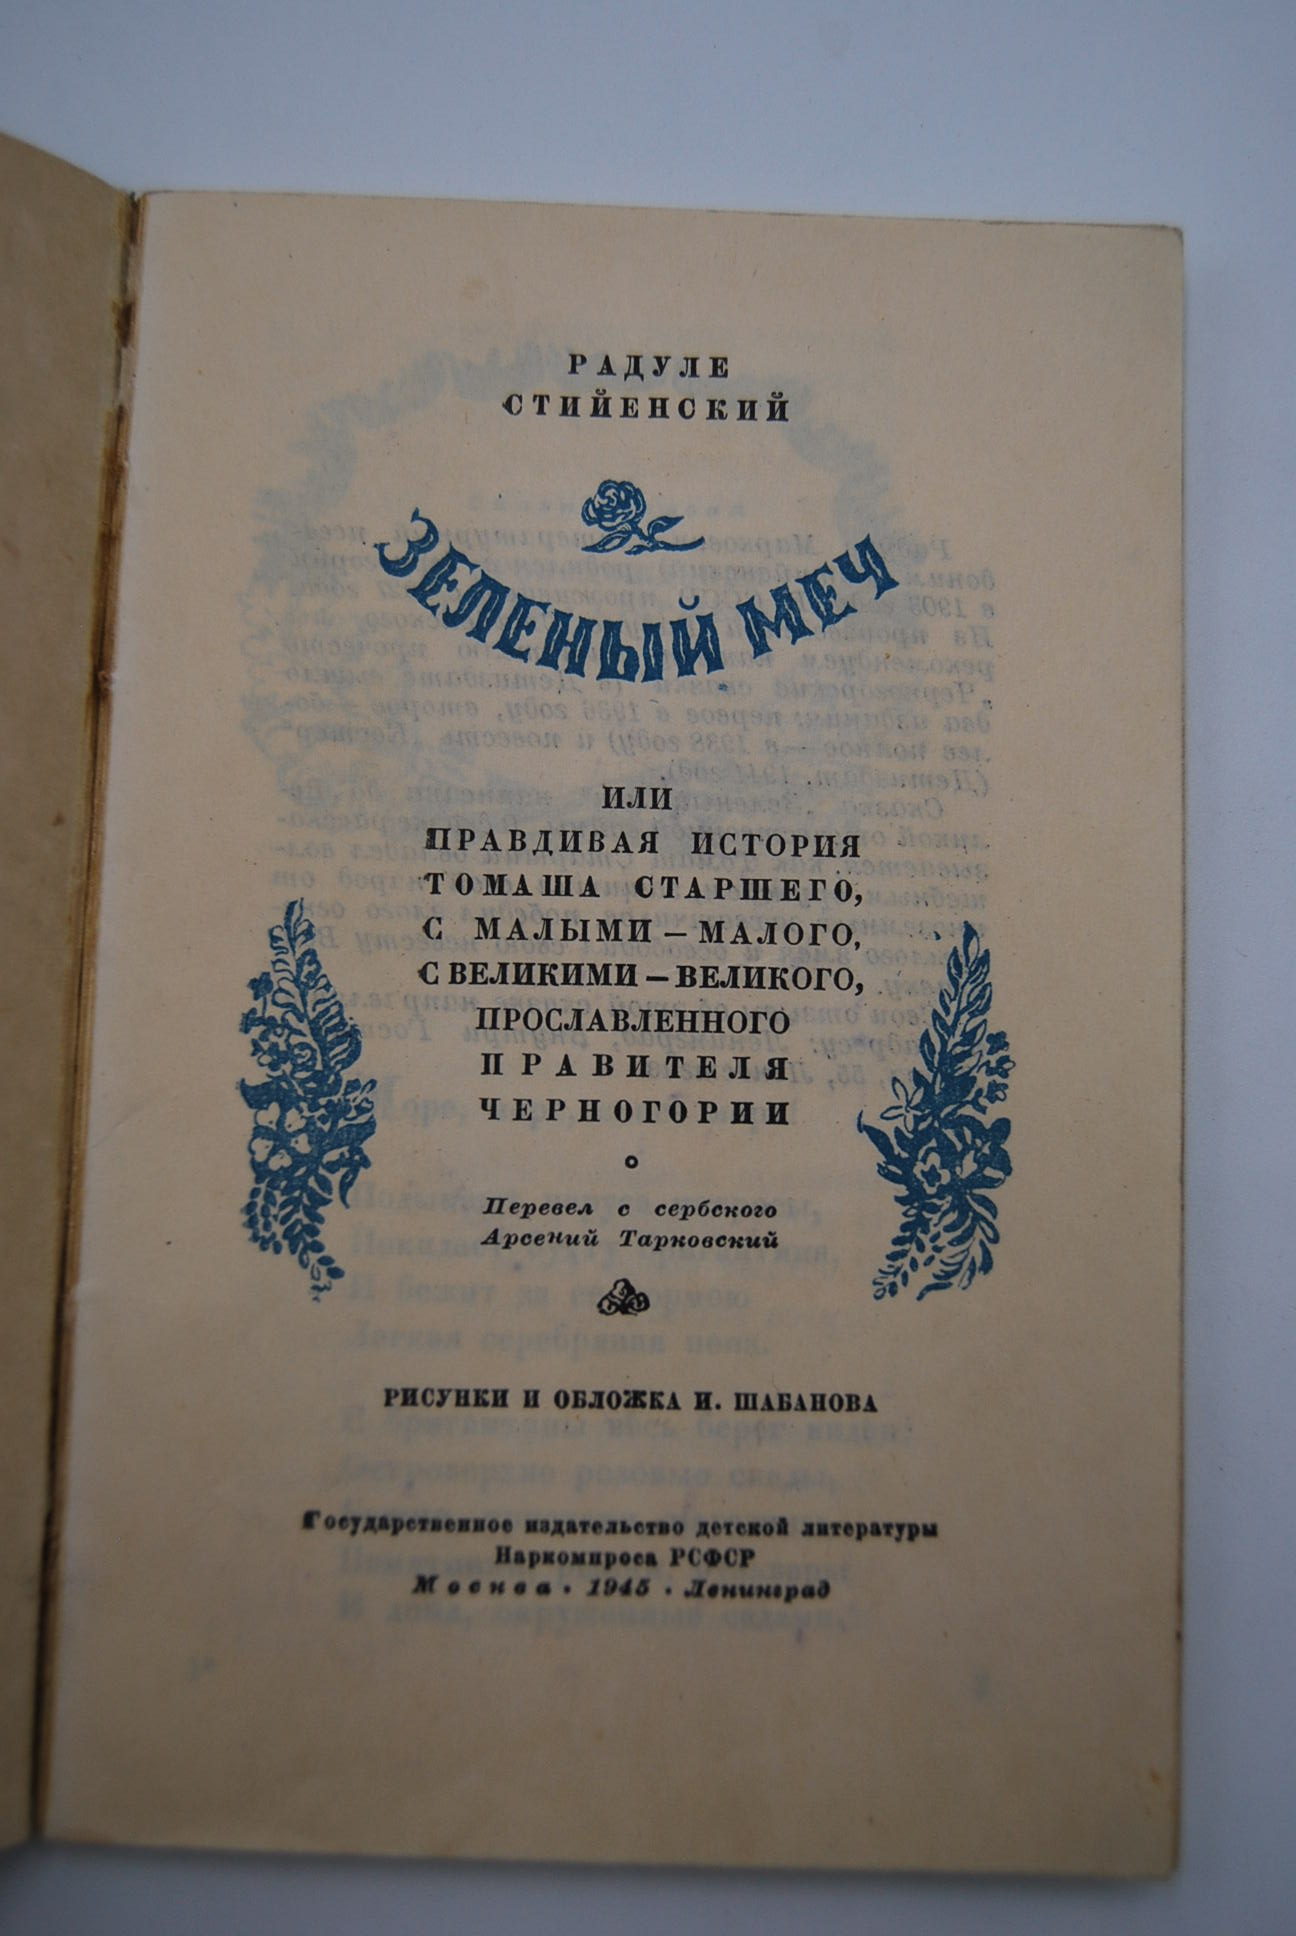 РАДУЛЕ
СТИЙЕНСКИЙ
ЗЕЛЕНЫЙ МЕЧ
ИЛИ
ПРАВДИВАЯ ИСТОРИЯ
ТОМАША СТАРШЕГО,
С МАЛЫМИ — МАЛОГО,
С ВЕЛИКИМИ — ВЕЛИКОГО,
ПРОСЛАВЛЕННОГО
ПРАВИТЕЛЯ
ЧЕРНОГОРИИ
Перевел с сербского
Арсений Тарковский
РИСУНКИ И ОБЛОЖКА И. ШАБАНОВА
Государственное издательство детской литературы
Наркомпроса РСФСР
Москва · 1945 · Ленинград